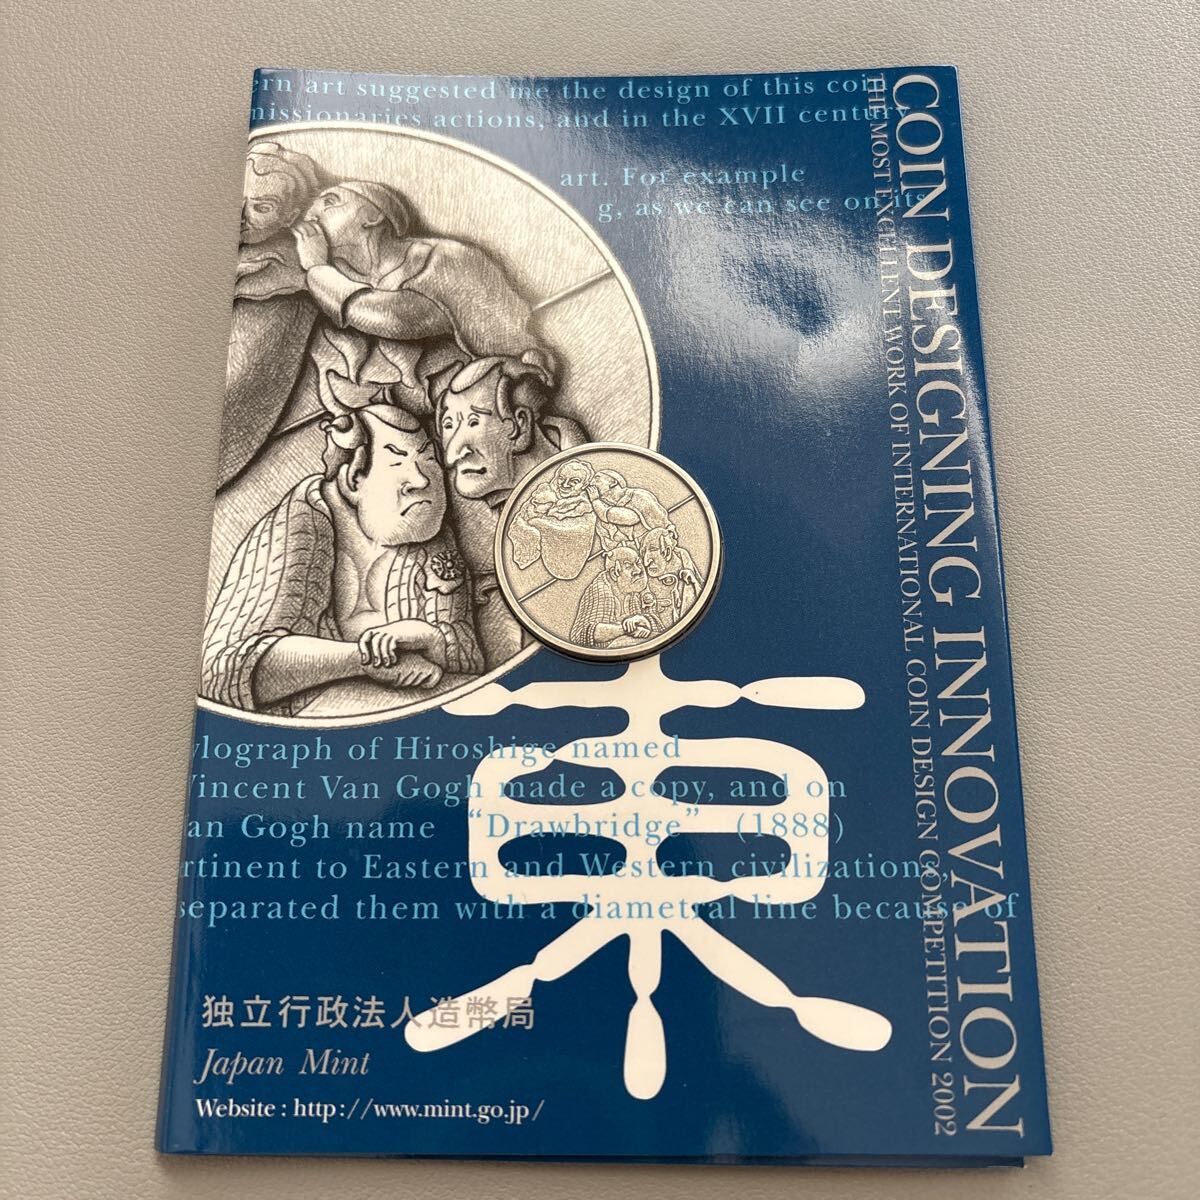 ern art suggested me the design of this coin
missionaries actions, and in the XVII century
art. For example
g, as we can see on its
COIN DESIGNING INNOVATION
THE MOST EXCELLENT WORK OF INTERNATIONAL COIN DESIGN COMPETITION 2002
ylograph of Hiroshige named
Vincent Van Gogh made a copy, and on
an Gogh name “Drawbridge” (1888)
rtinent to Eastern and Western civilizations,
separated them with a diametral line because of
東
独立行政法人造幣局
Japan Mint
Website : http://www.mint.go.jp/